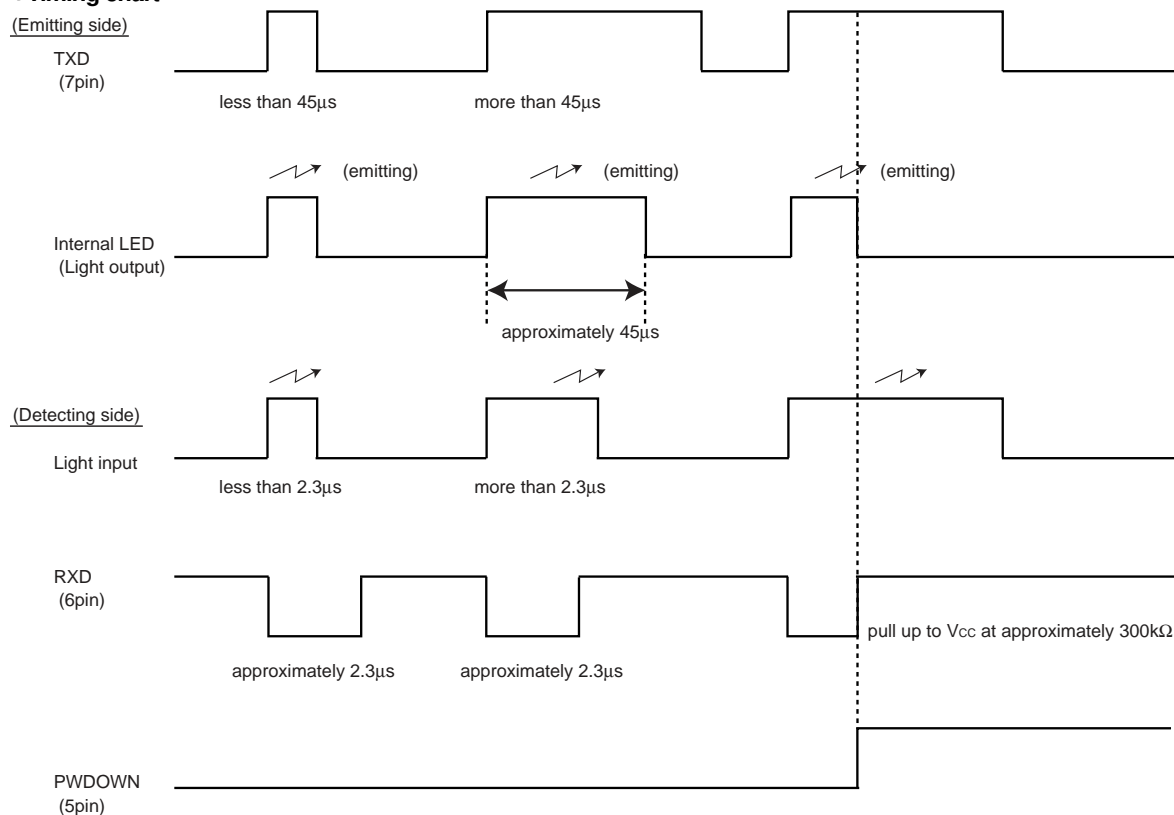 Timing chart
(Emitting side)
TXD
(7pin)
less than 45μs
more than 45μs
(emitting)
(emitting)
(emitting)
Internal LED
(Light output)
approximately 45μs
(Detecting side)
Light input
less than 2.3μs
more than 2.3μs
RXD
(6pin)
pull up to Vcc at approximately 300kΩ
approximately 2.3μs
approximately 2.3μs
PWDOWN
(5pin)